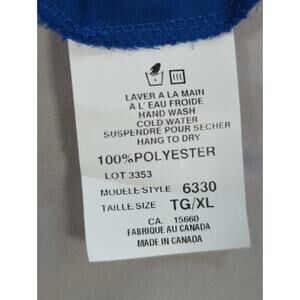 LAVER A LA MAIN
A L' EAU FROIDE
HAND WASH
COLD WATER
SUSPENDRE POUR SECHER
HANG TO DRY
100%POLYESTER
LOT 3353
MODELE/STYLE 6330
TAILLE.SIZE TG/XL
CA. 15660
FABRIQUE AU CANADA
MADE IN CANADA